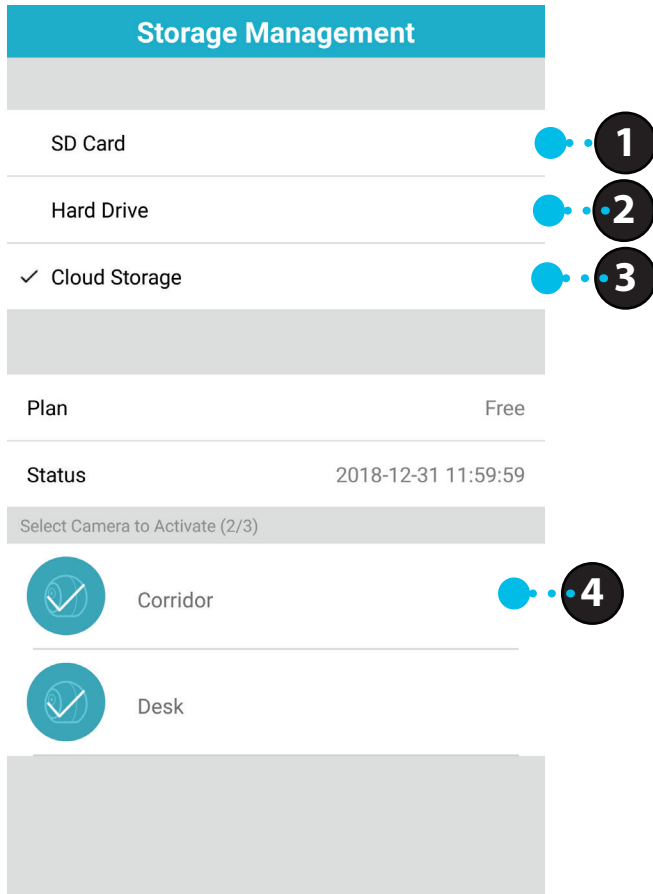 Storage Management
SD Card 1
Hard Drive 2
Cloud Storage 3
Plan Free
Status 2018-12-31 11:59:59
Select Camera to Activate (2/3)
Corridor 4
Desk